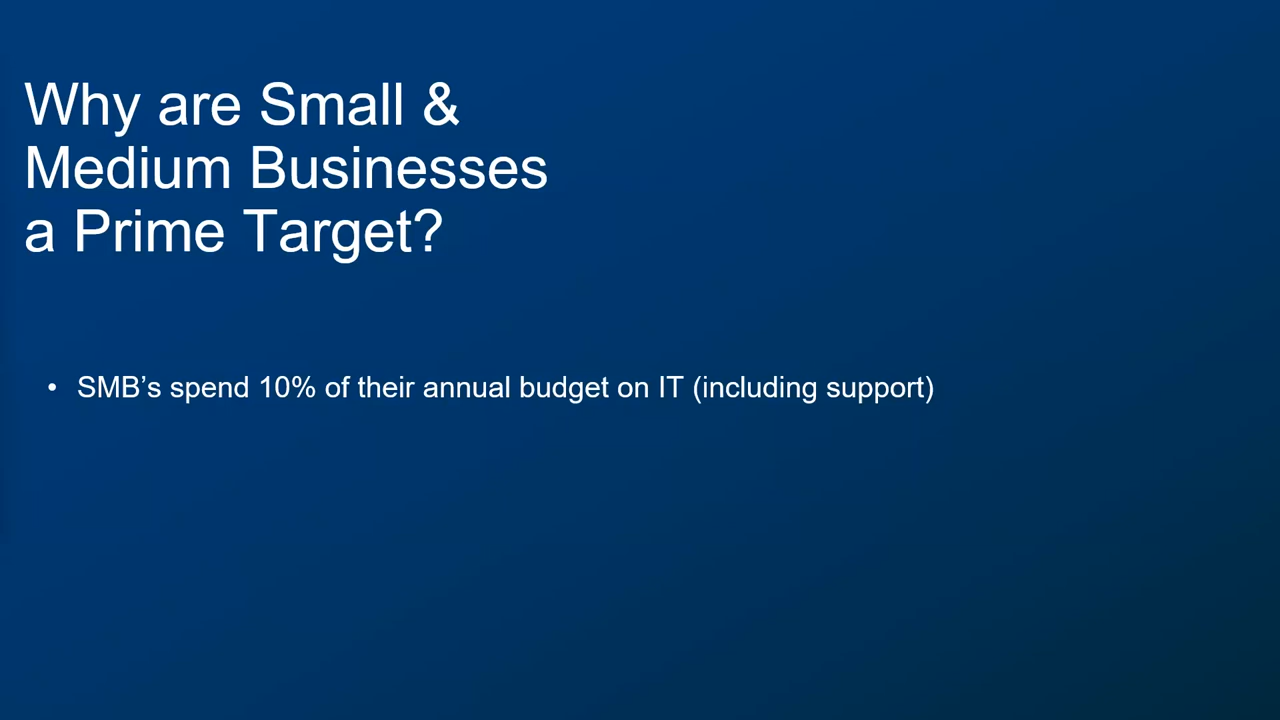 Why are Small &
Medium Businesses
a Prime Target?
• SMB’s spend 10% of their annual budget on IT (including support)